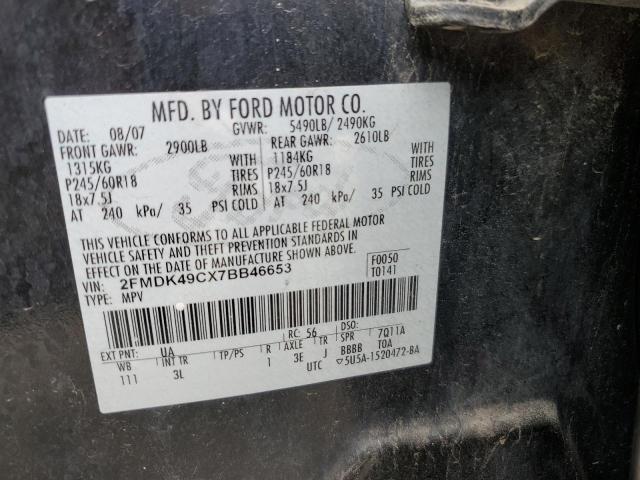 MFD. BY FORD MOTOR CO.
DATE: 08/07 GVWR: 5490LB/ 2490KG
FRONT GAWR: 2900LB REAR GAWR: 2610LB
1315KG WITH 1184KG WITH
P245/60R18 TIRES P245/60R18 TIRES
18x7.5J RIMS 18x7.5J RIMS
AT 240 kPa/ 35 PSI COLD AT 240 kPa/ 35 PSI COLD
THIS VEHICLE CONFORMS TO ALL APPLICABLE FEDERAL MOTOR
VEHICLE SAFETY AND THEFT PREVENTION STANDARDS IN
EFFECT ON THE DATE OF MANUFACTURE SHOWN ABOVE.
VIN: 2FMDK49CX7BB46653 F0050
TYPE: MPV T0141
EXT PNT: UA RC: 56 DSO:
WB INT TR TP/PS R AXLE TR SPR 7Q11A
111 3L 1 3E J BBBB TOA
UTC ▽5U5A-1520472-BA